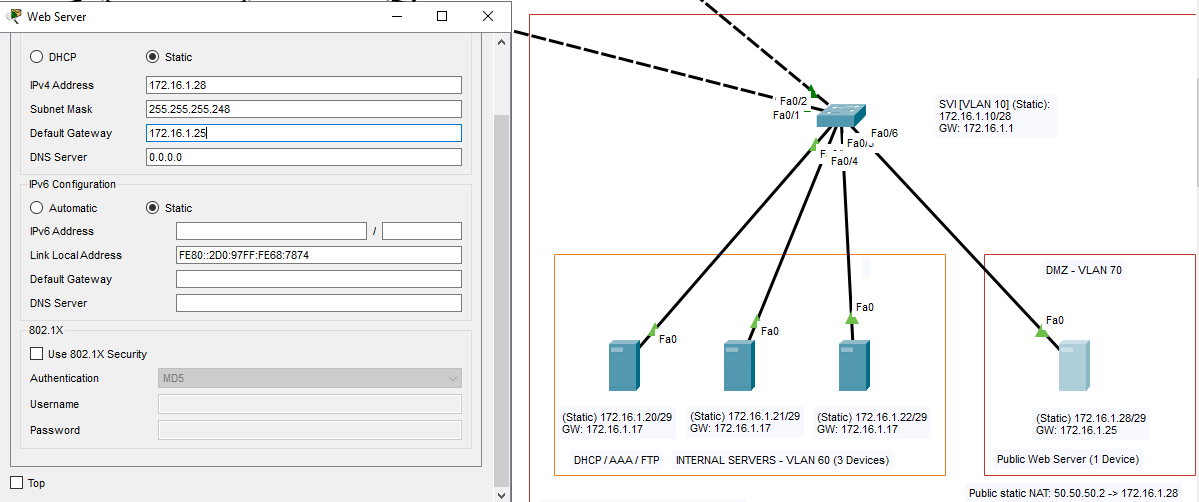 Web Server
DHCP
Static
IPv4 Address
172.16.1.28
Subnet Mask
255.255.255.248
Default Gateway
172.16.1.25
DNS Server
0.0.0.0
IPv6 Configuration
Automatic
Static
IPv6 Address
/
Link Local Address
FE80::2D0:97FF:FE68:7874
Default Gateway
DNS Server
802.1X
Use 802.1X Security
Authentication
MD5
Username
Password
Top
Fa0/2
Fa0/1
Fa0/6
Fa0/4
SVI [VLAN 10] (Static):
172.16.1.10/28
GW: 172.16.1.1
DMZ - VLAN 70
Fa0
Fa0
Fa0
Fa0
(Static) 172.16.1.20/29
GW: 172.16.1.17
(Static) 172.16.1.21/29
GW: 172.16.1.17
(Static) 172.16.1.22/29
GW: 172.16.1.17
(Static) 172.16.1.28/29
GW: 172.16.1.25
DHCP / AAA / FTP
INTERNAL SERVERS - VLAN 60 (3 Devices)
Public Web Server (1 Device)
Public static NAT: 50.50.50.2 -> 172.16.1.28